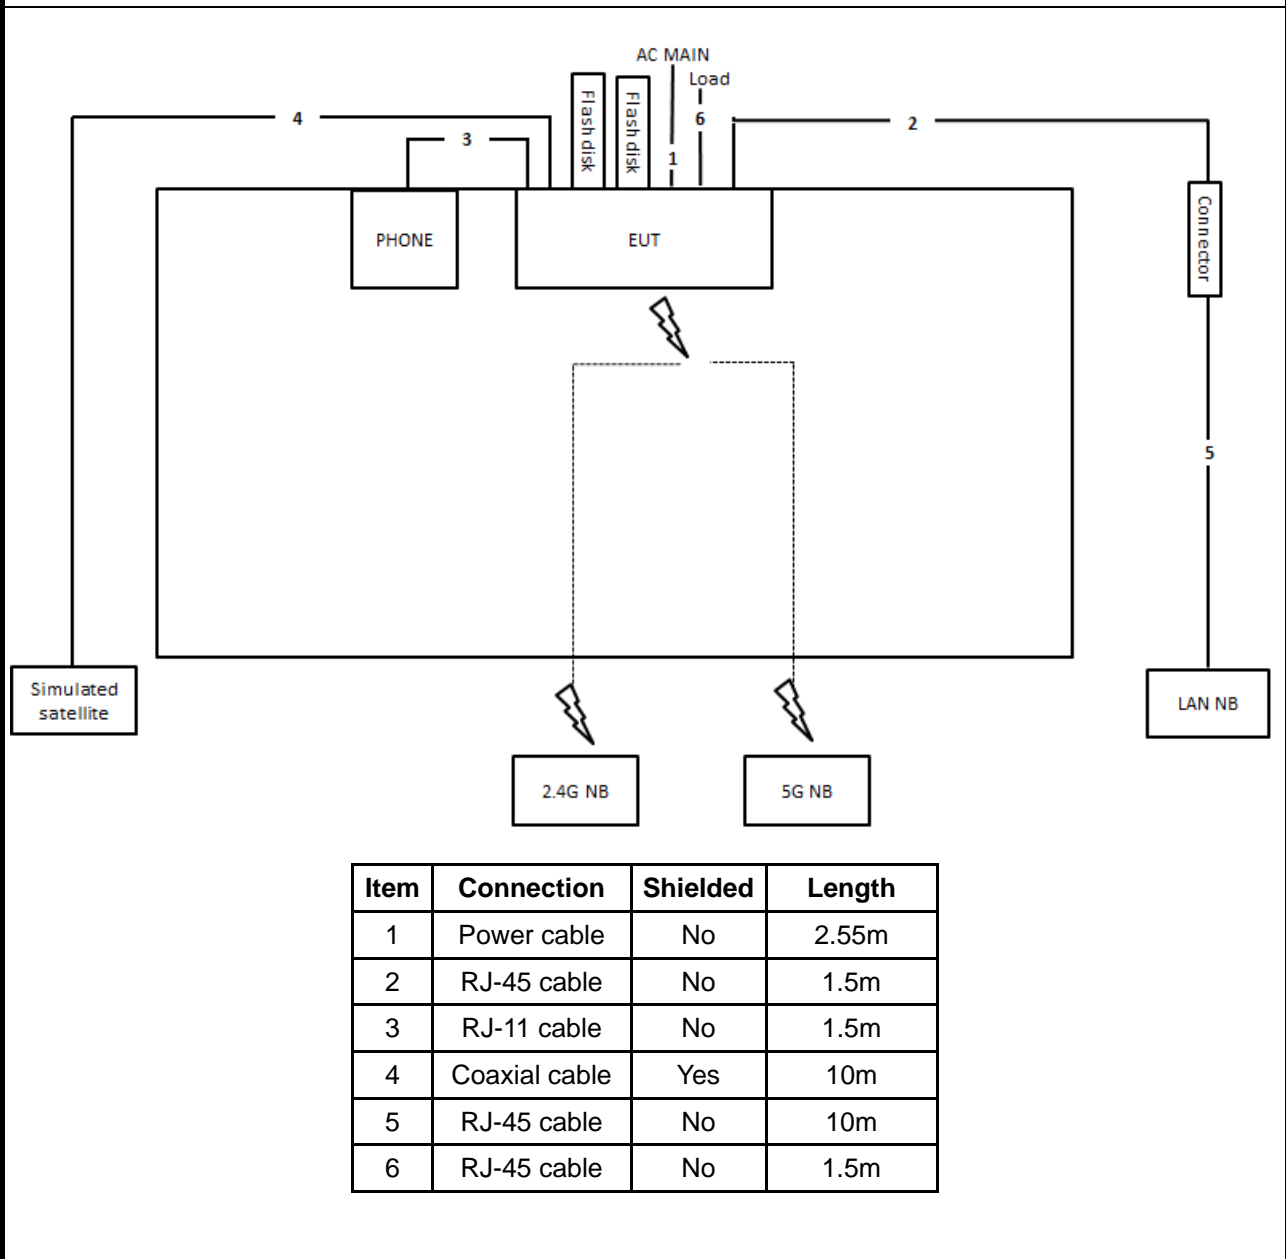 AC MAIN
Load
4
3
Flash disk
Flash disk
6
1
2
PHONE
EUT
Connector
5
Simulated
satellite
LAN NB
2.4G NB
5G NB
Item Connection Shielded Length
1 Power cable No 2.55m
2 RJ-45 cable No 1.5m
3 RJ-11 cable No 1.5m
4 Coaxial cable Yes 10m
5 RJ-45 cable No 10m
6 RJ-45 cable No 1.5m